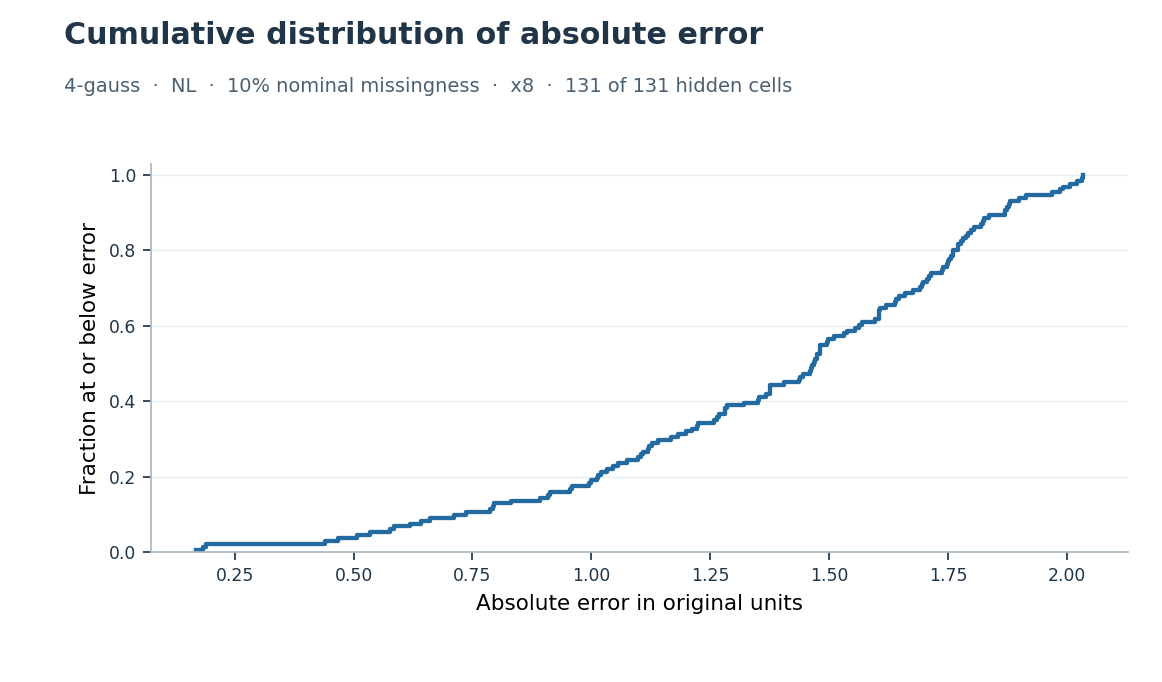 Cumulative distribution of absolute error
4-gauss · NL · 10% nominal missingness · x8 · 131 of 131 hidden cells
Fraction at or below error
1.0
0.8
0.6
0.4
0.2
0.0
0.25 0.50 0.75 1.00 1.25 1.50 1.75 2.00
Absolute error in original units